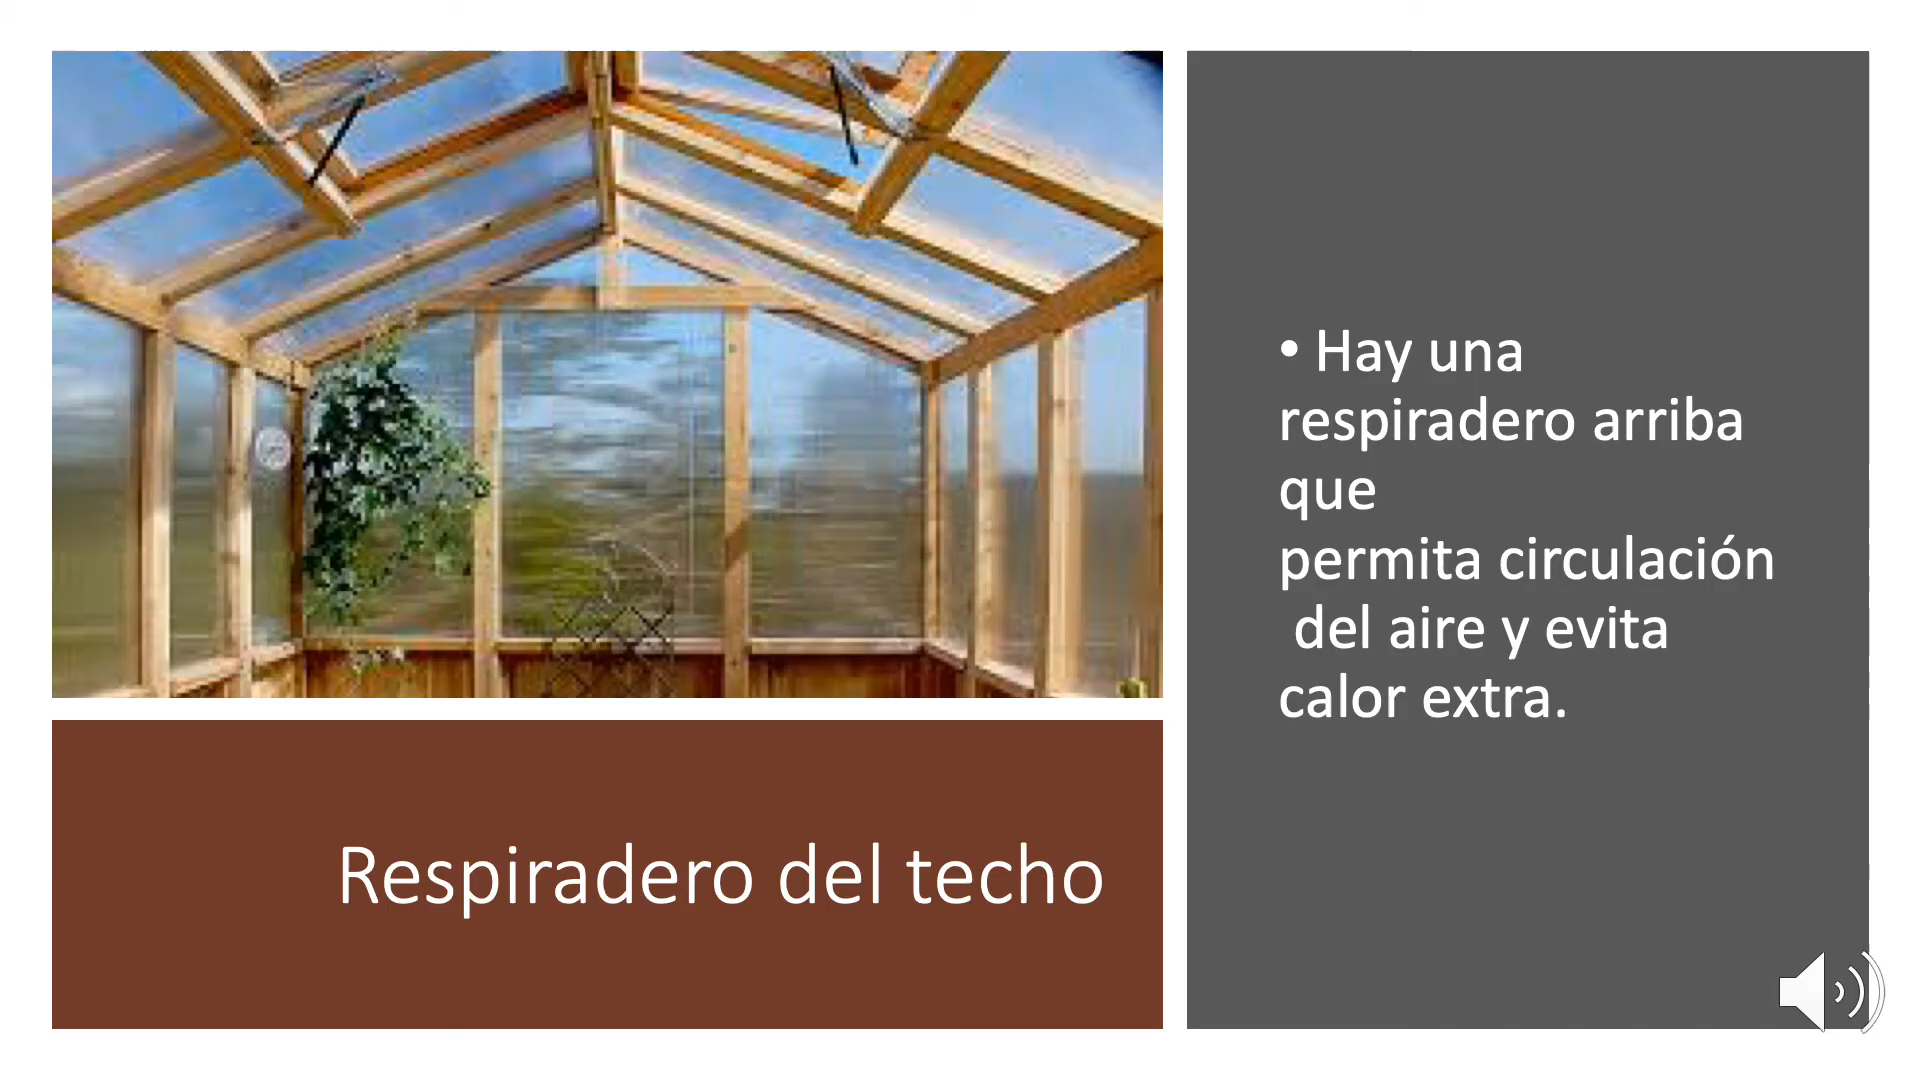 Respiradero del techo
• Hay una
respiradero arriba
que
permita circulación
del aire y evita
calor extra.